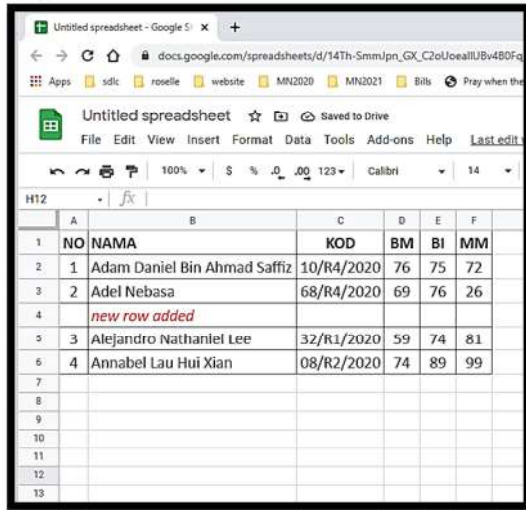 Untitled spreadsheet - Google S × +
docs.google.com/spreadsheets/d/14Th-SmmJpn_GX_C2oUoeallUBv4B0Fq
Apps sdlc roselle website MN2020 MN2021 Bills Pray when the
Untitled spreadsheet Saved to Drive
File Edit View Insert Format Data Tools Add-ons Help Last edit
100% $ % .0 .00 123 Calibri 14
H12 fx
A B C D E F
1 NO NAMA KOD BM BI MM
2 1 Adam Daniel Bin Ahmad Saffiz 10/R4/2020 76 75 72
3 2 Adel Nebasa 68/R4/2020 69 76 26
4 new row added
5 3 Alejandro Nathaniel Lee 32/R1/2020 59 74 81
6 4 Annabel Lau Hui Xian 08/R2/2020 74 89 99
7
8
9
10
11
12
13